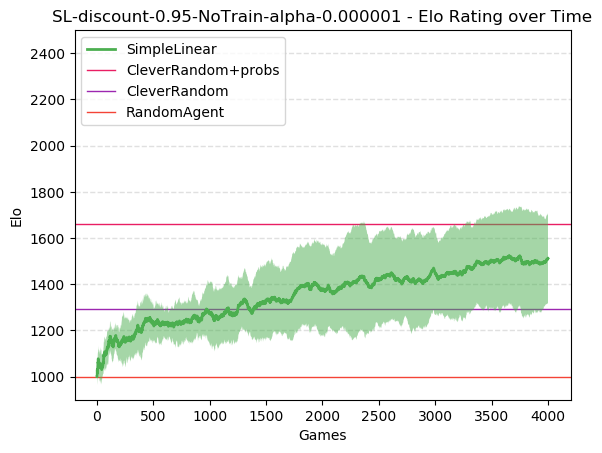 SL-discount-0.95-NoTrain-alpha-0.000001 - Elo Rating over Time
SimpleLinear
CleverRandom+probs
CleverRandom
RandomAgent
Elo
2400
2200
2000
1800
1600
1400
1200
1000
0
500
1000
1500
2000
2500
3000
3500
4000
Games